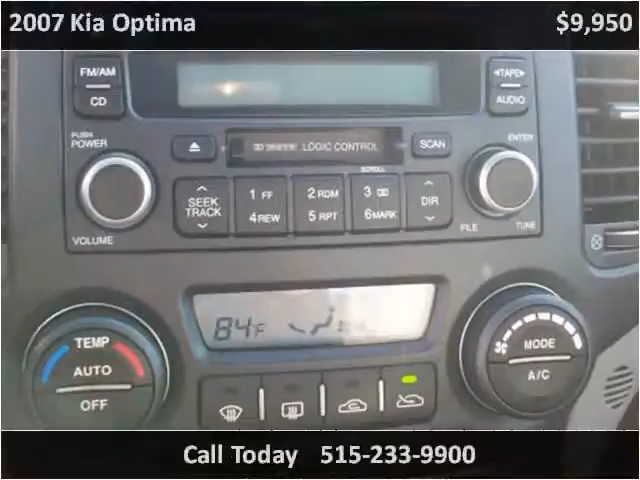 2007 Kia Optima $9,950
FM/AM
CD
◄TAPE►
AUDIO
PUSH
POWER
LOGIC CONTROL
SCAN
ENTER
SCROLL
SEEK
TRACK
1 FF
2 RDM
3
4 REW
5 RPT
6 MARK
DIR
VOLUME
FILE
TUNE
84F
TEMP
AUTO
OFF
MODE
A/C
Call Today 515-233-9900